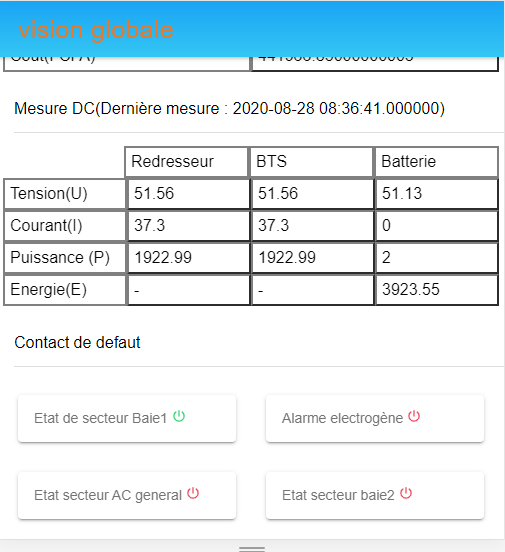 vision globale
Mesure DC(Dernière mesure : 2020-08-28 08:36:41.000000)
Redresseur BTS Batterie
Tension(U) 51.56 51.56 51.13
Courant(I) 37.3 37.3 0
Puissance (P) 1922.99 1922.99 2
Energie(E) - - 3923.55
Contact de defaut
Etat de secteur Baie1 Alarme electrogène
Etat secteur AC general Etat secteur baie2